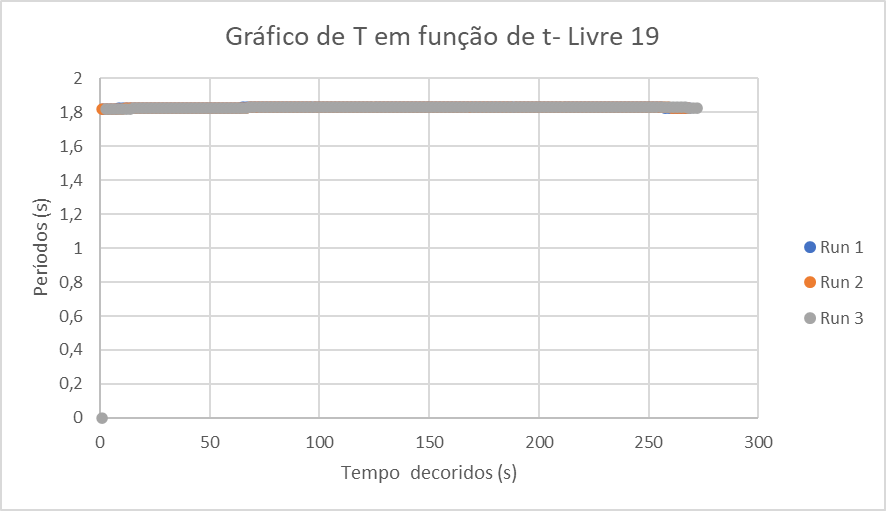 Gráfico de T em função de t- Livre 19
2
1,8
1,6
1,4
1,2
1
0,8
0,6
0,4
0,2
0
Períodos (s)
0 50 100 150 200 250 300
Tempo decoridos (s)
Run 1
Run 2
Run 3